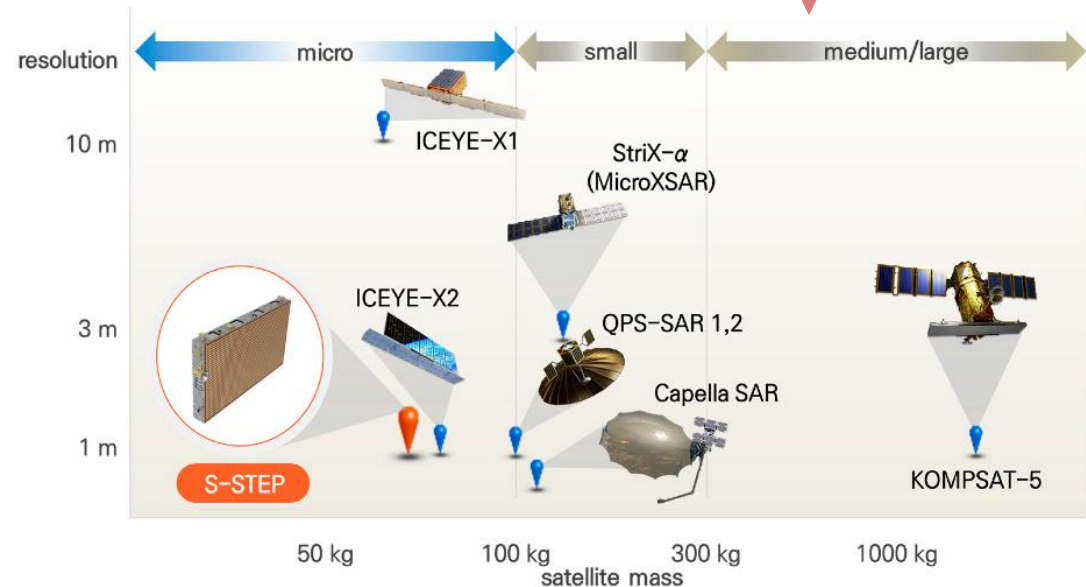 resolution
micro
small
medium/large
10 m
ICEYE-X1
StriX-α
(MicroXSAR)
ICEYE-X2
3 m
QPS-SAR 1,2
Capella SAR
1 m
S-STEP
KOMPSAT-5
50 kg
100 kg
300 kg
1000 kg
satellite mass